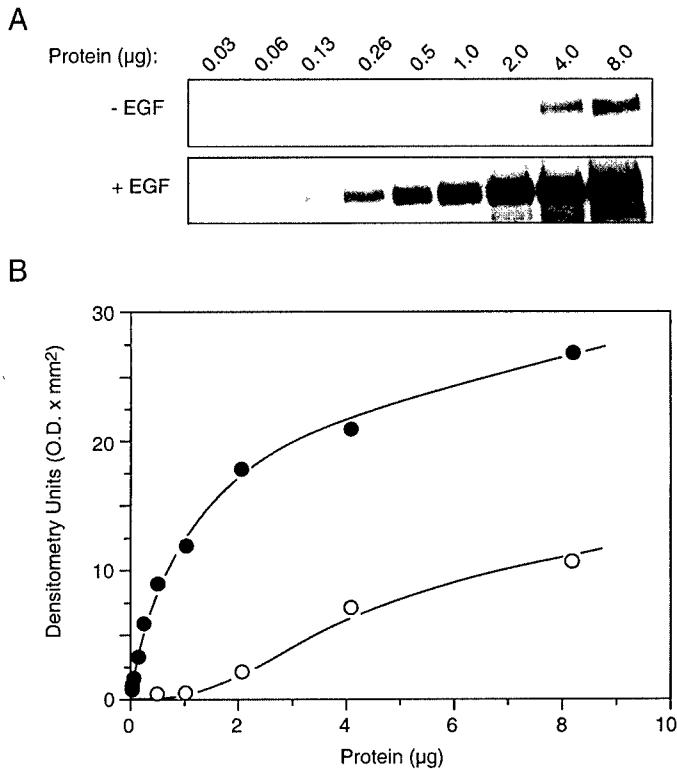 A
Protein (µg): 0.03 0.06 0.13 0.26 0.5 1.0 2.0 4.0 8.0
- EGF
+ EGF
B
30
20
10
0
Densitometry Units (O.D. x mm²)
0 2 4 6 8 10
Protein (µg)